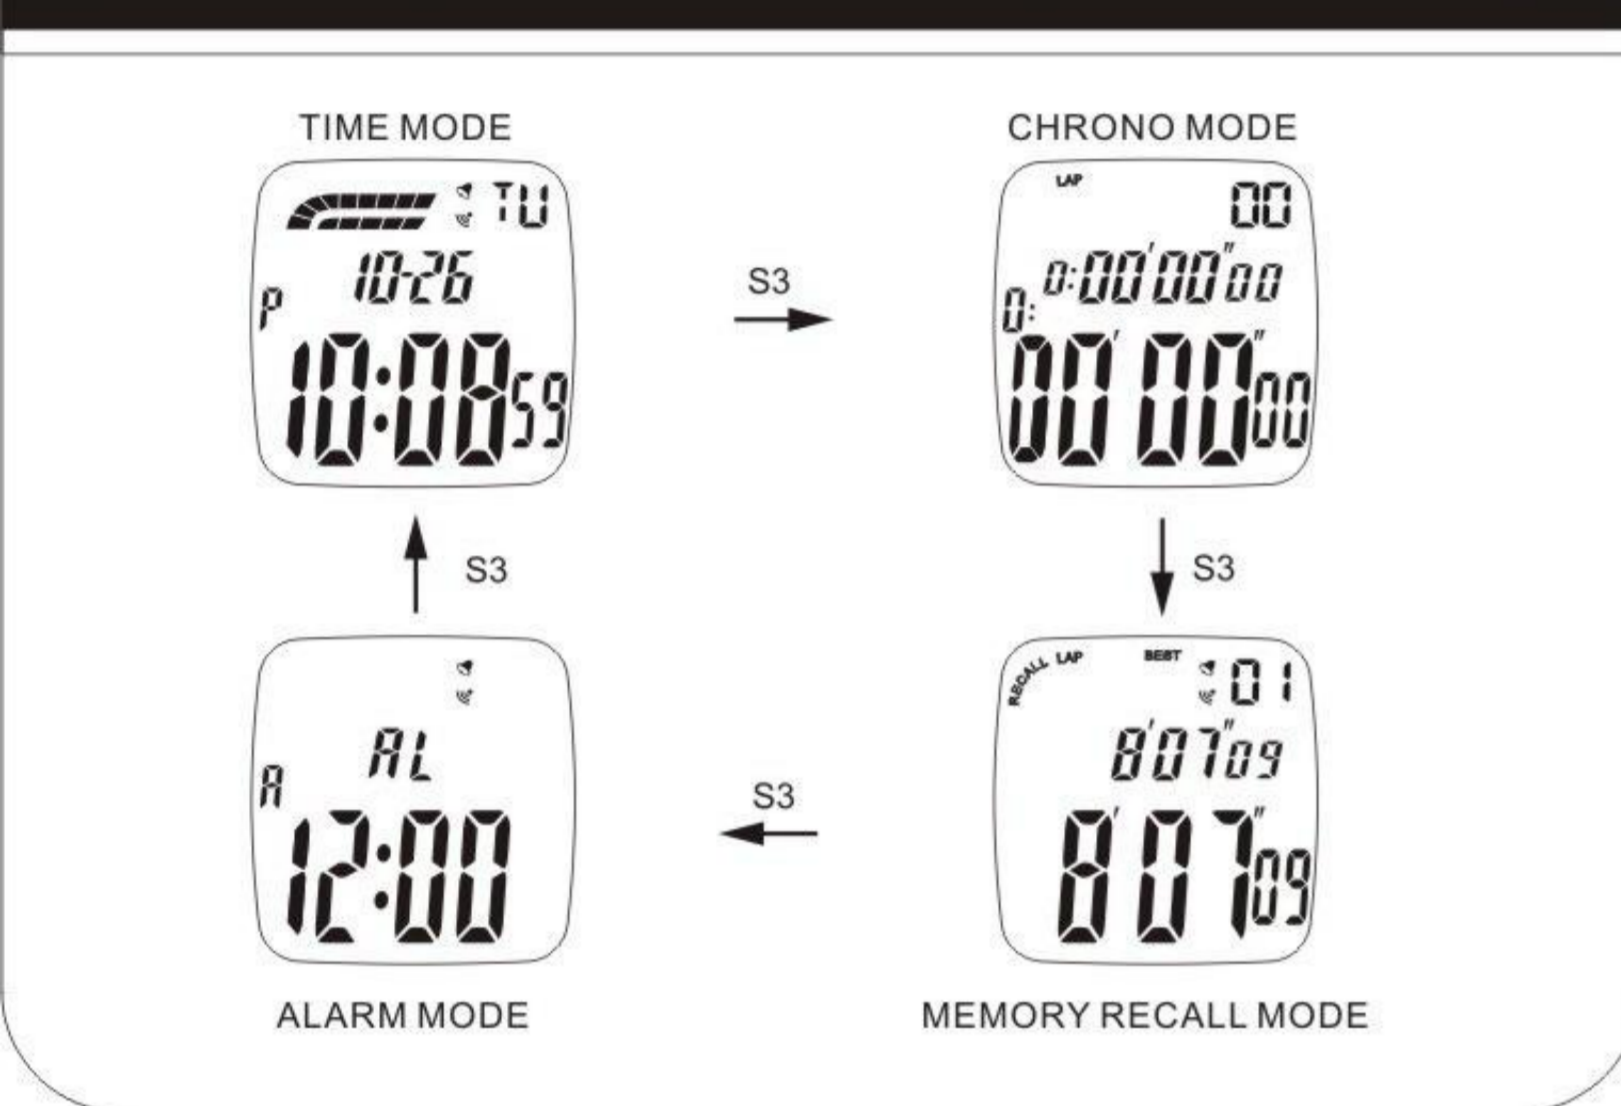 TIME MODE
TU
10-26
P
10:08 59
S3
CHRONO MODE
LAP
00
0:00'00"00
0:
00'00"00
S3
S3
ALARM MODE
AL
A
12:00
S3
RECALL LAP BEST
01
8'07"09
8'07"09
MEMORY RECALL MODE